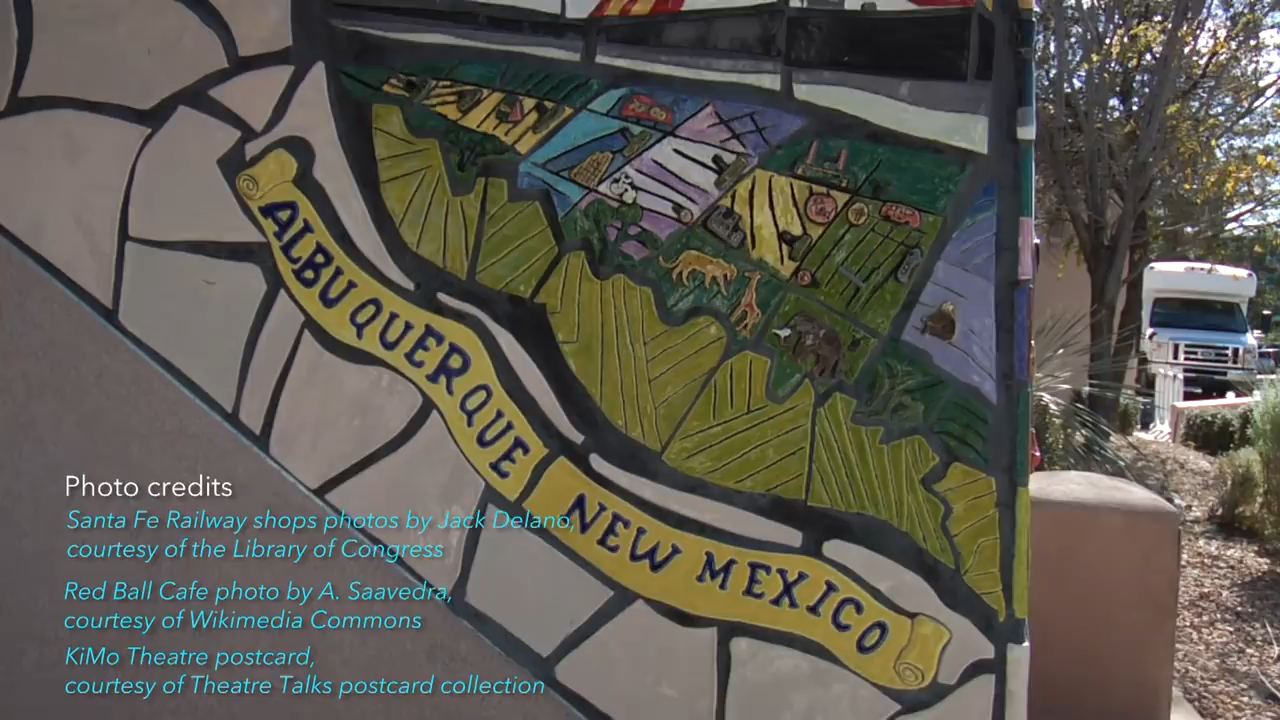 ALBUQUERQUE
NEW MEXICO
Photo credits
Santa Fe Railway shops photos by Jack Delano,
courtesy of the Library of Congress
Red Ball Cafe photo by A. Saavedra,
courtesy of Wikimedia Commons
KiMo Theatre postcard,
courtesy of Theatre Talks postcard collection